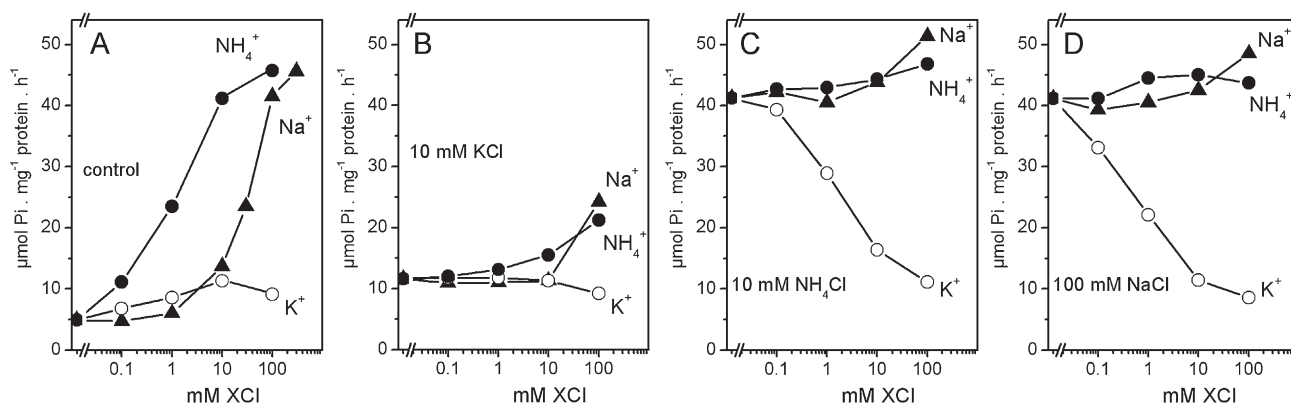 A
50
40
30
20
10
0
µmol Pi . mg⁻¹ protein . h⁻¹
NH₄⁺
Na⁺
control
K⁺
0.1 1 10 100
mM XCl
B
50
40
30
20
10
0
µmol Pi . mg⁻¹ protein . h⁻¹
10 mM KCl
Na⁺
NH₄⁺
K⁺
0.1 1 10 100
mM XCl
C
50
40
30
20
10
0
µmol Pi . mg⁻¹ protein . h⁻¹
Na⁺
NH₄⁺
10 mM NH₄Cl
K⁺
0.1 1 10 100
mM XCl
D
50
40
30
20
10
0
µmol Pi . mg⁻¹ protein . h⁻¹
Na⁺
NH₄⁺
100 mM NaCl
K⁺
0.1 1 10 100
mM XCl